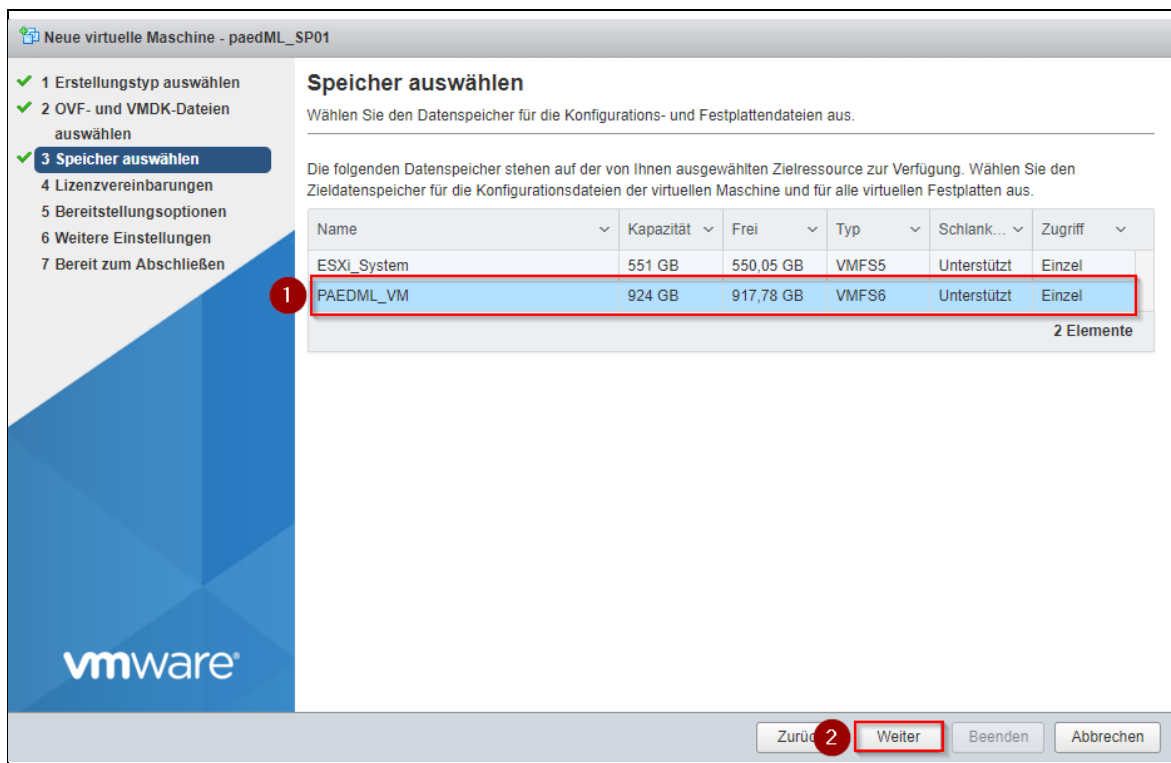 Neue virtuelle Maschine - paedML_SP01
1 Erstellungstyp auswählen
2 OVF- und VMDK-Dateien
auswählen
3 Speicher auswählen
4 Lizenzvereinbarungen
5 Bereitstellungsoptionen
6 Weitere Einstellungen
7 Bereit zum Abschließen
vmware
Speicher auswählen
Wählen Sie den Datenspeicher für die Konfigurations- und Festplattendateien aus.
Die folgenden Datenspeicher stehen auf der von Ihnen ausgewählten Zielressource zur Verfügung. Wählen Sie den
Zieldatenspeicher für die Konfigurationsdateien der virtuellen Maschine und für alle virtuellen Festplatten aus.
Name Kapazität Frei Typ Schlank... Zugriff
ESXi_System 551 GB 550,05 GB VMFS5 Unterstützt Einzel
1 PAEDML_VM 924 GB 917,78 GB VMFS6 Unterstützt Einzel
2 Elemente
2 Weiter Beenden Abbrechen